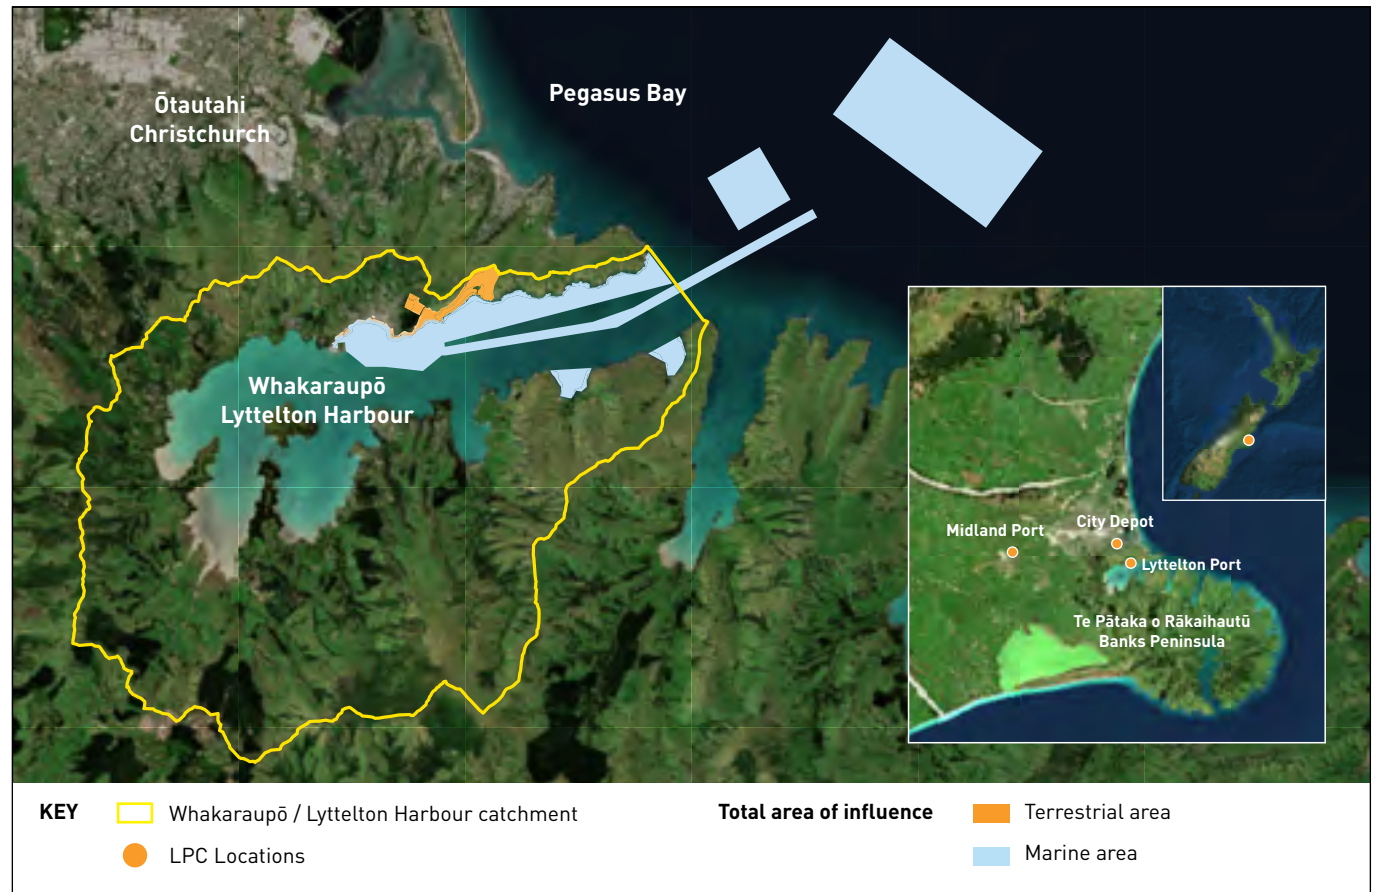 Ōtautahi
Christchurch
Pegasus Bay
Whakaraupō
Lyttelton Harbour
Midland Port
City Depot
Lyttelton Port
Te Pātaka o Rākaihautū
Banks Peninsula
KEY
Whakaraupō / Lyttelton Harbour catchment
LPC Locations
Total area of influence
Terrestrial area
Marine area